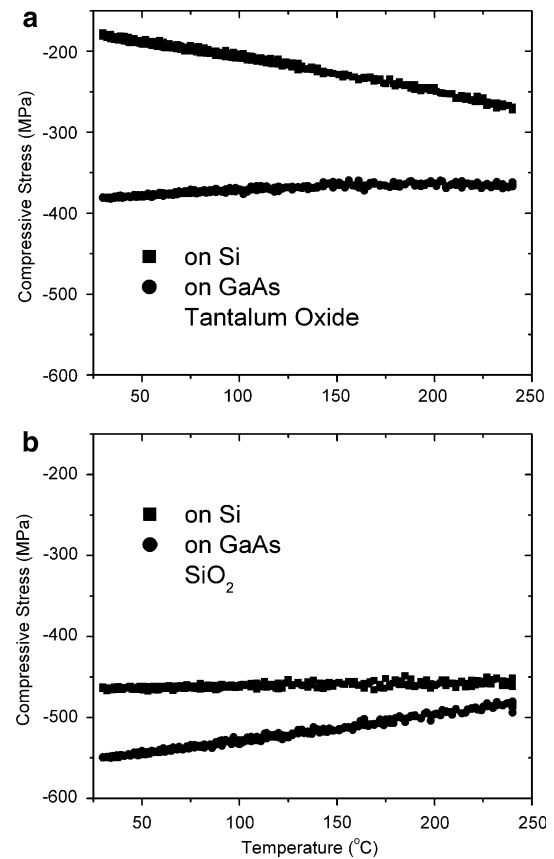 a
-200
-300
-400
-500
-600
Compressive Stress (MPa)
on Si
on GaAs
Tantalum Oxide
50 100 150 200 250
b
-200
-300
-400
-500
-600
Compressive Stress (MPa)
on Si
on GaAs
SiO2
50 100 150 200 250
Temperature (°C)